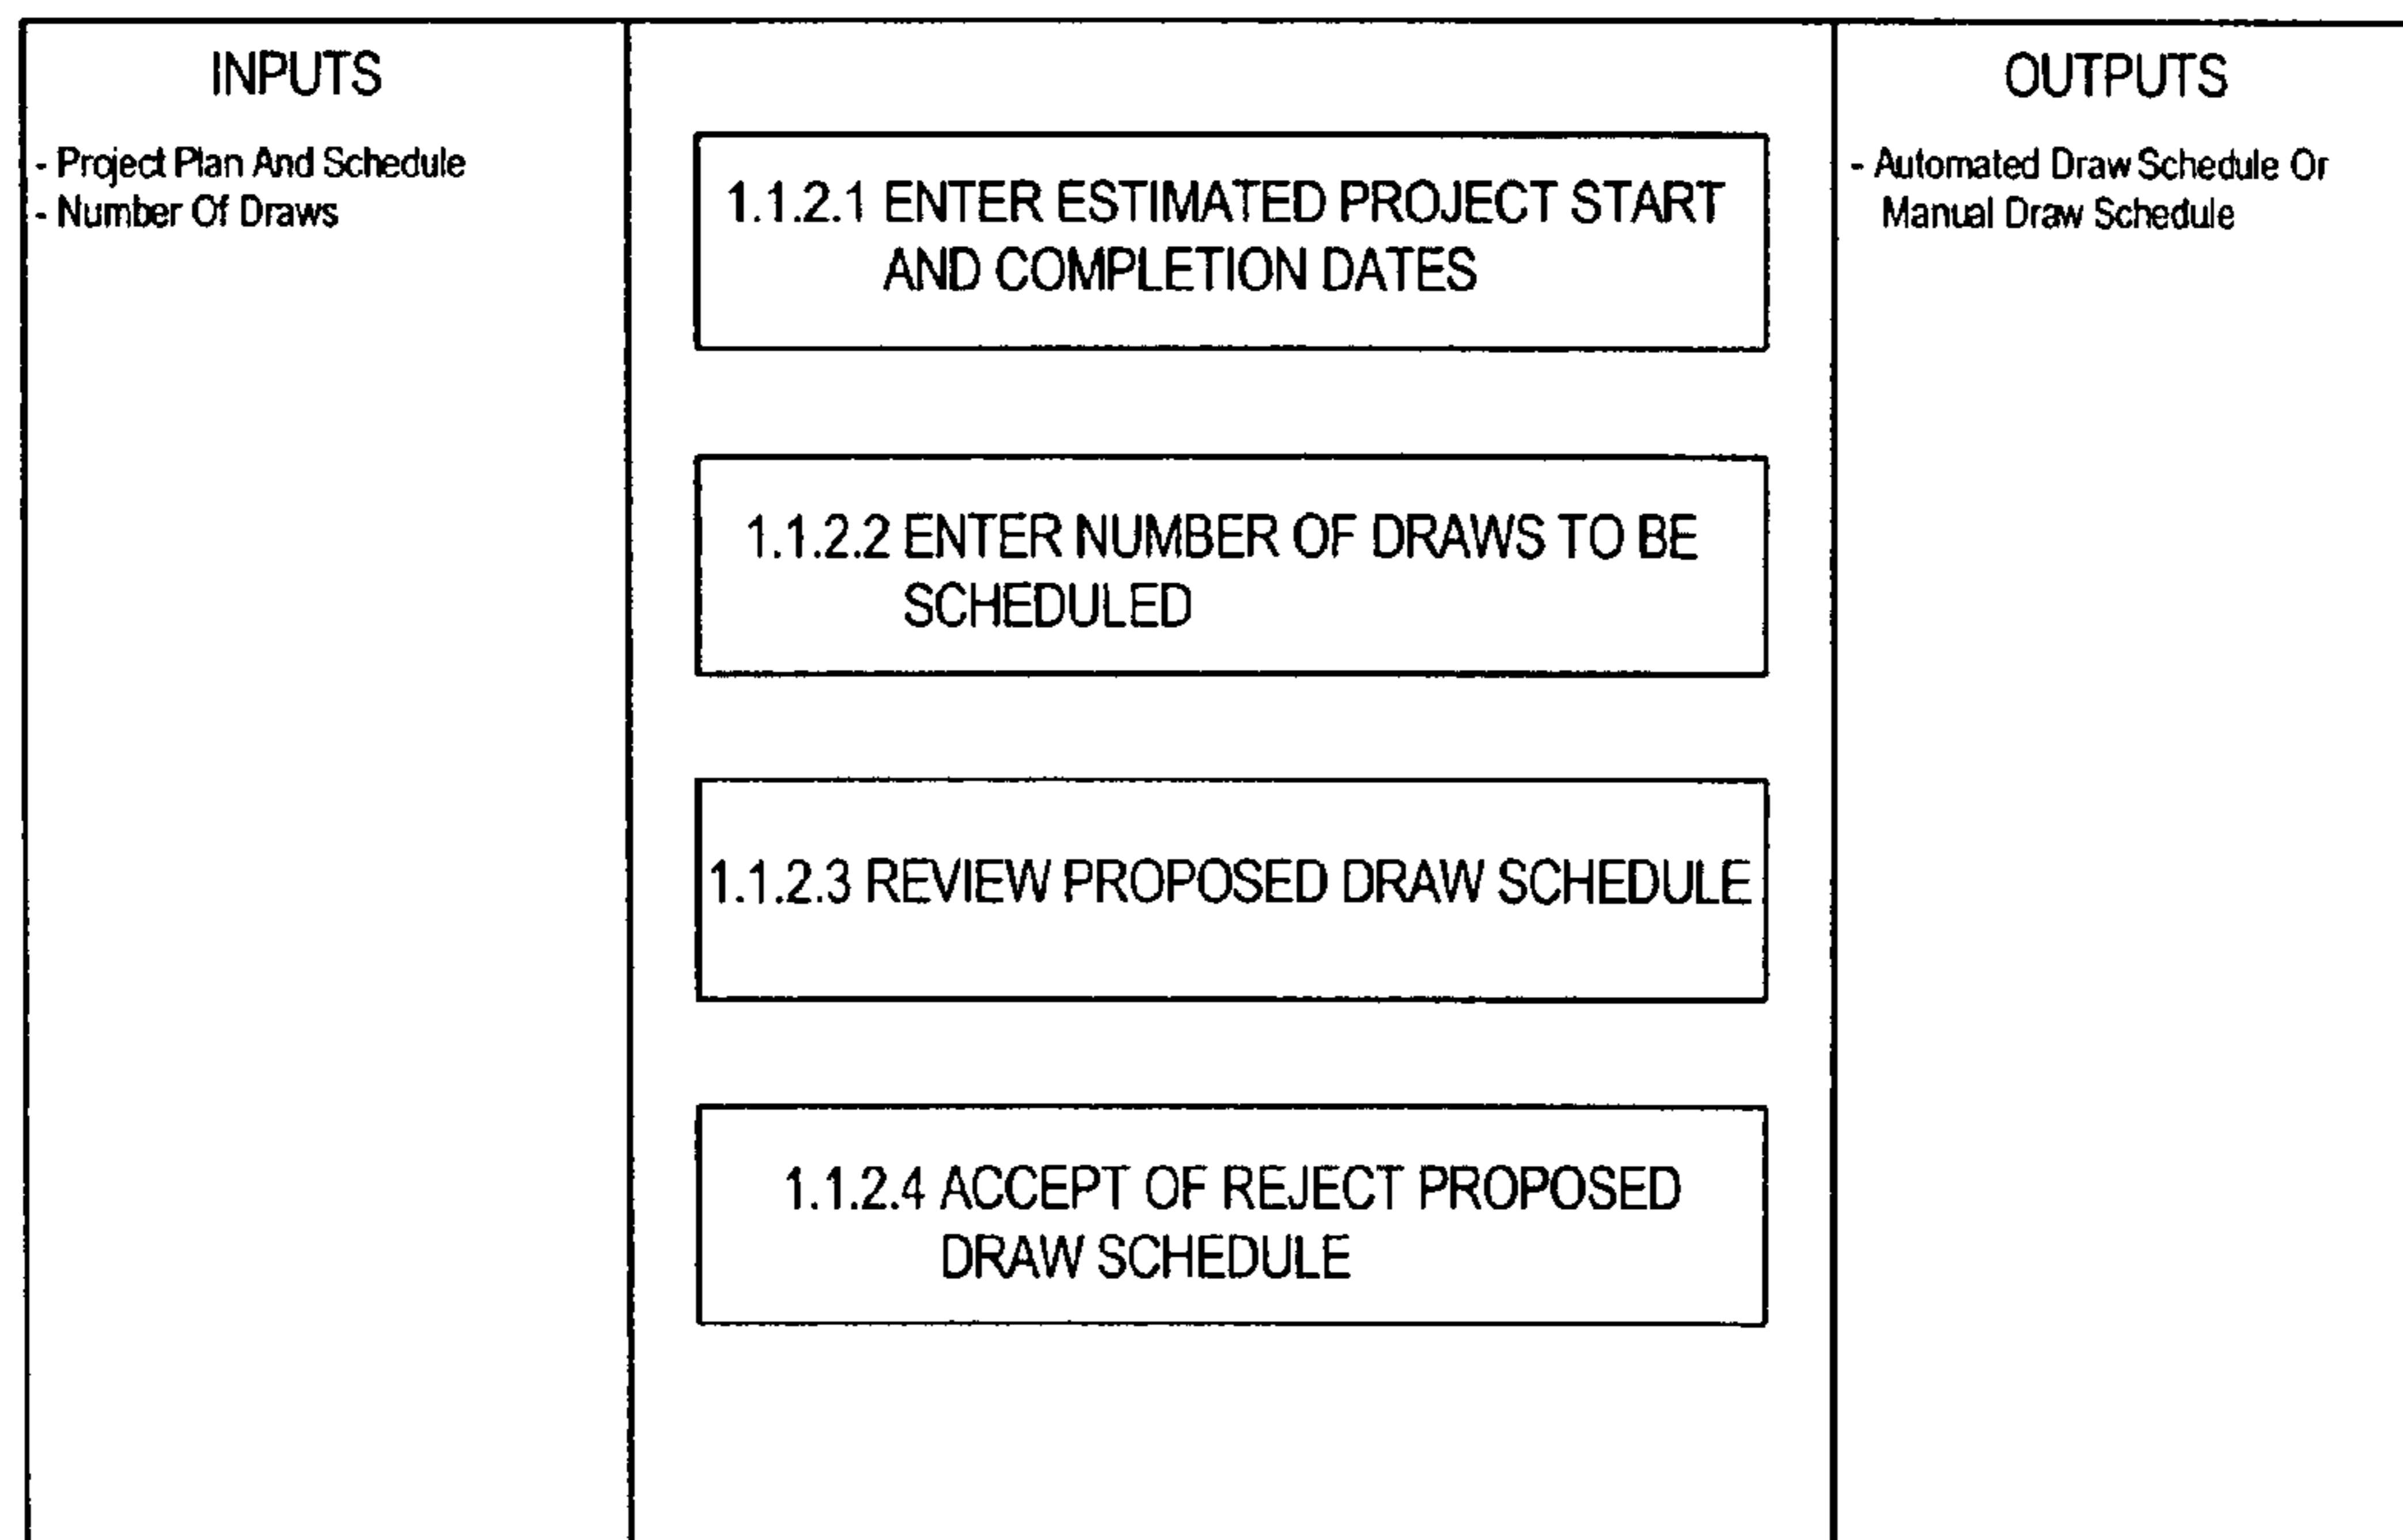 INPUTS
- Project Plan And Schedule
- Number Of Draws
1.1.2.1 ENTER ESTIMATED PROJECT START
AND COMPLETION DATES
1.1.2.2 ENTER NUMBER OF DRAWS TO BE
SCHEDULED
1.1.2.3 REVIEW PROPOSED DRAW SCHEDULE
1.1.2.4 ACCEPT OF REJECT PROPOSED
DRAW SCHEDULE
OUTPUTS
- Automated Draw Schedule Or
Manual Draw Schedule